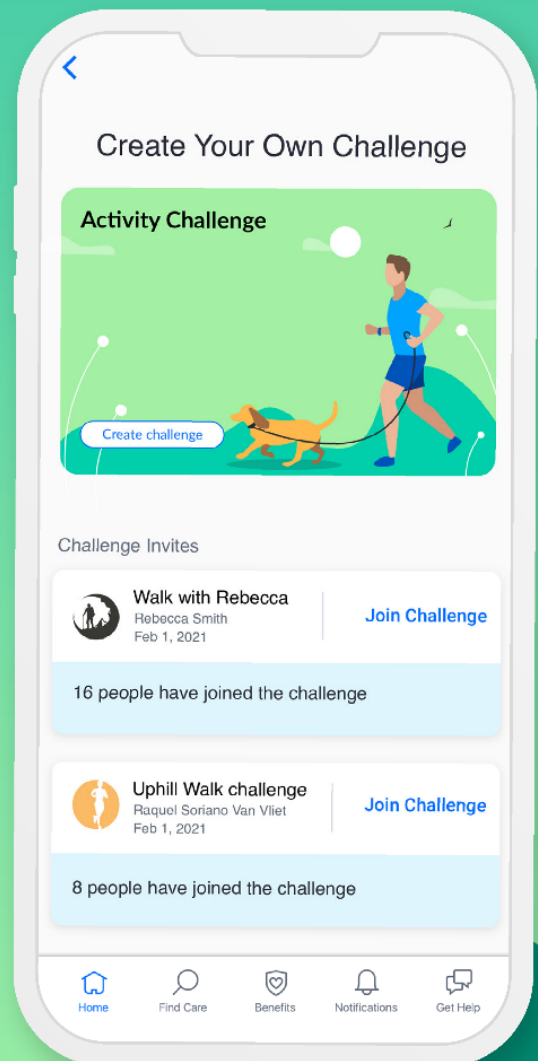 Create Your Own Challenge
Activity Challenge
Create challenge
Challenge Invites
Walk with Rebecca
Rebecca Smith
Feb 1, 2021
Join Challenge
16 people have joined the challenge
Uphill Walk challenge
Raquel Soriano Van Vliet
Feb 1, 2021
Join Challenge
8 people have joined the challenge
Home
Find Care
Benefits
Notifications
Get Help